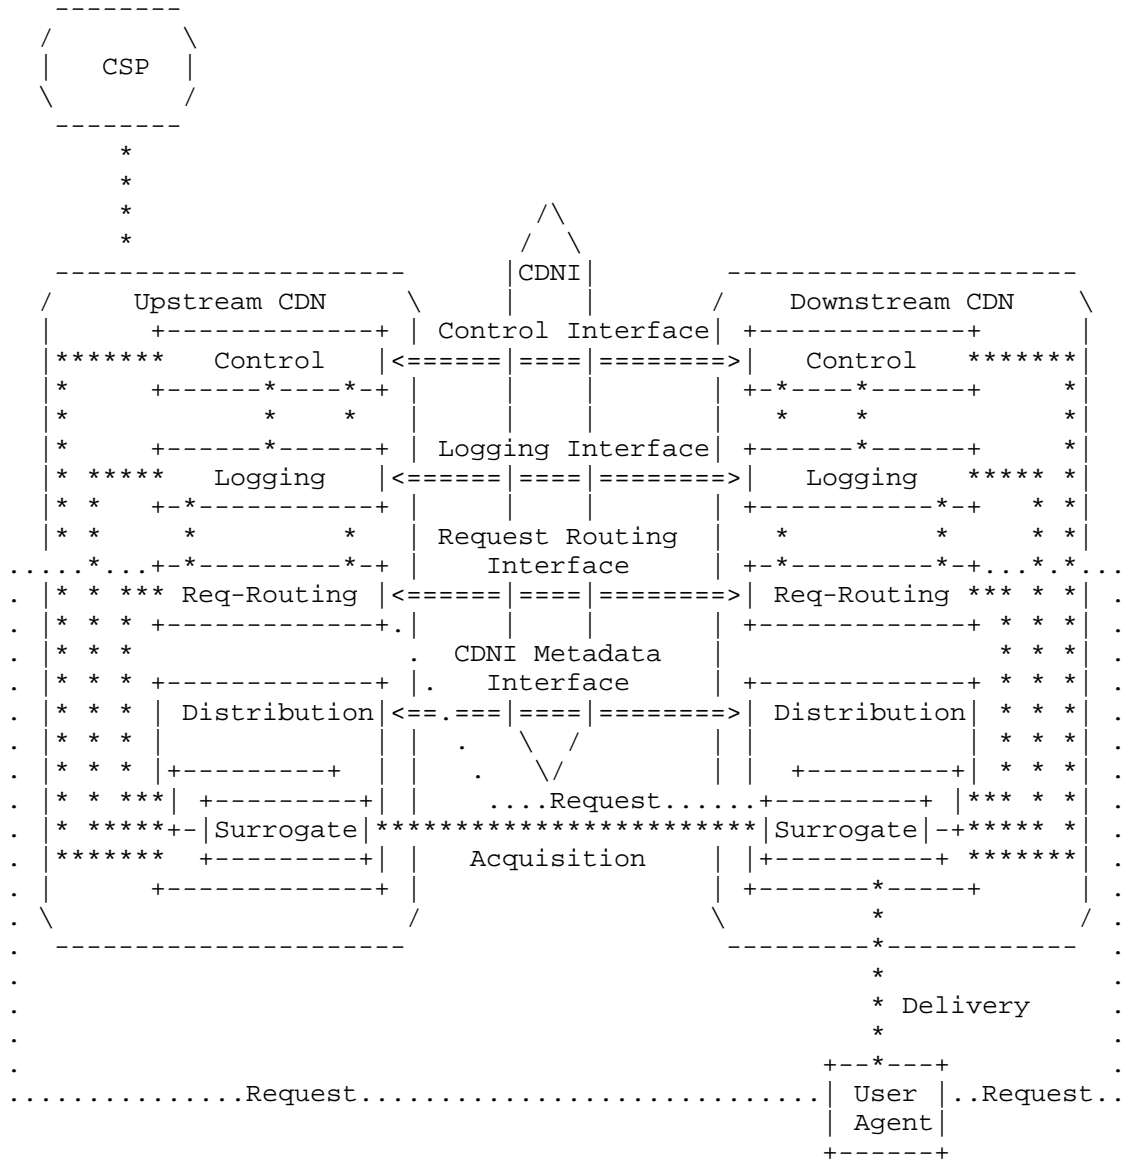 CSP
CDNI
Upstream CDN Downstream CDN
Control Interface
Control Control
Logging Interface
Logging Logging
Request Routing
Interface
Req-Routing Req-Routing
CDNI Metadata
Interface
Distribution Distribution
Request
Surrogate Surrogate
Acquisition
Delivery
Request User Request
Agent